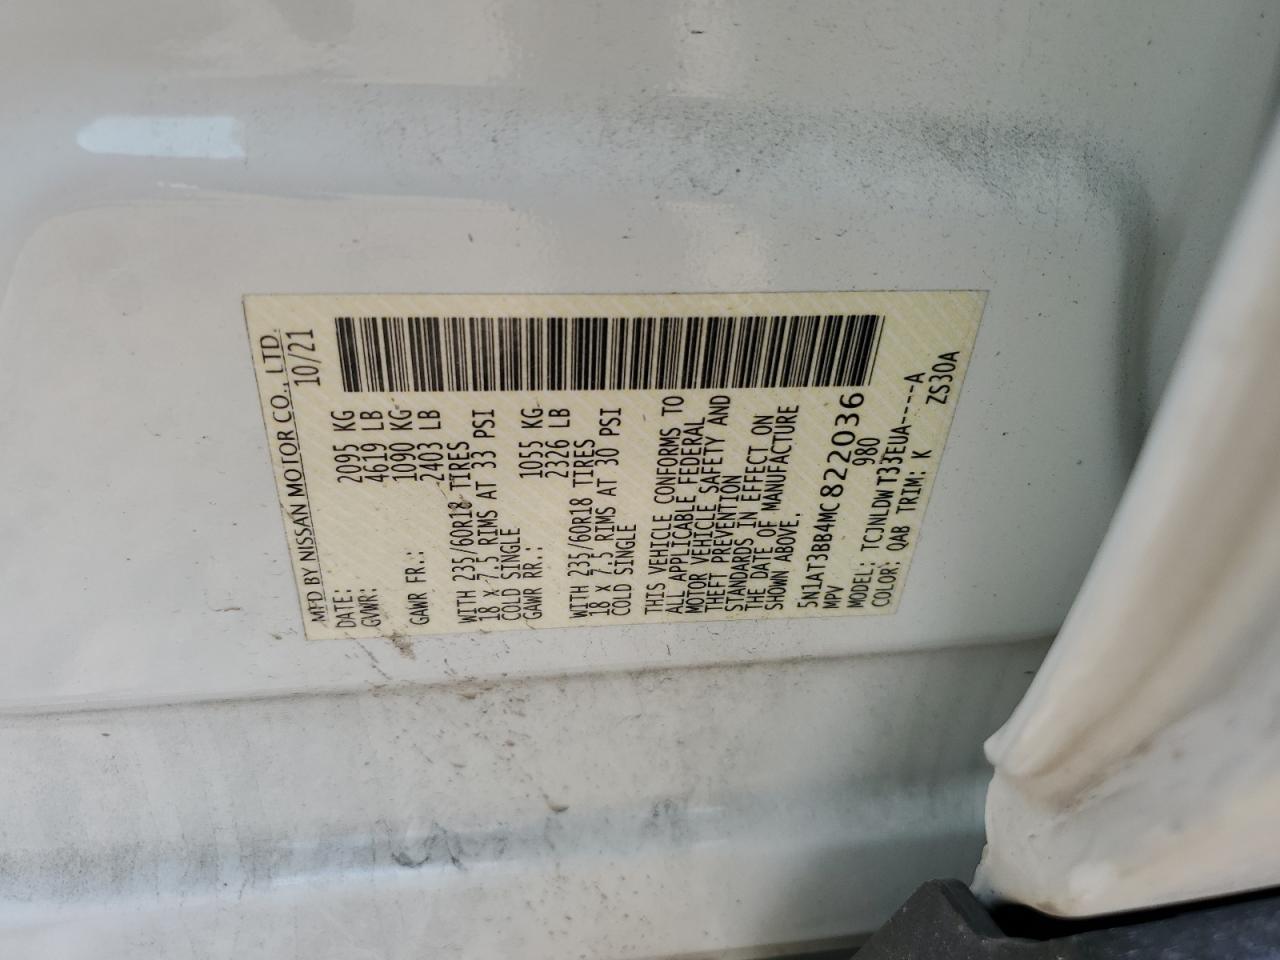 MFD BY NISSAN MOTOR CO., LTD.
DATE: 10/21
GVWR: 2095 KG
4619 LB
GAWR FR.: 1090 KG
2403 LB
WITH 235/60R18 TIRES
18 X 7.5 RIMS AT 33 PSI
COLD SINGLE
GAWR RR.: 1055 KG
2326 LB
WITH 235/60R18 TIRES
18 X 7.5 RIMS AT 30 PSI
COLD SINGLE
THIS VEHICLE CONFORMS TO
ALL APPLICABLE FEDERAL
MOTOR VEHICLE SAFETY AND
THEFT PREVENTION
STANDARDS IN EFFECT ON
THE DATE OF MANUFACTURE
SHOWN ABOVE.
5N1AT3BB4MC822036
MPV 980
MODEL: TCJNLDWT33EUA----A
COLOR: QAB TRIM: K ZS30A